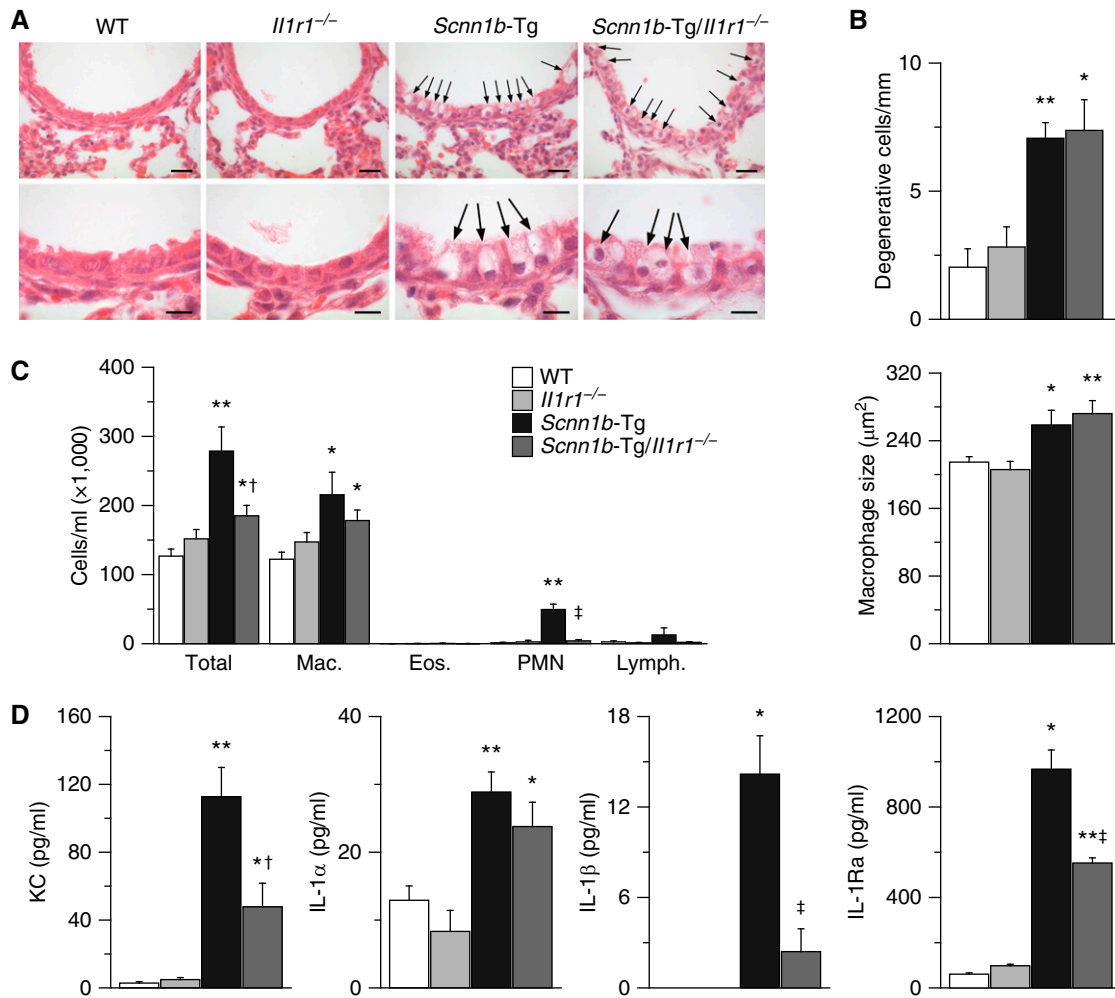 A
WT
Il1r1−/−
Scnn1b-Tg
Scnn1b-Tg/Il1r1−/−
B
Degenerative cells/mm
10
5
0
**
*
C
Cells/ml (×1,000)
400
300
200
100
0
**
*†
*
*
**
‡
Total
Mac.
Eos.
PMN
Lymph.
WT
Il1r1−/−
Scnn1b-Tg
Scnn1b-Tg/Il1r1−/−
Macrophage size (μm2)
320
240
160
80
0
*
**
D
KC (pg/ml)
160
120
80
40
0
**
*†
IL-1α (pg/ml)
40
20
0
**
*
IL-1β (pg/ml)
18
12
6
0
*
‡
IL-1Ra (pg/ml)
1200
800
400
0
*
**‡